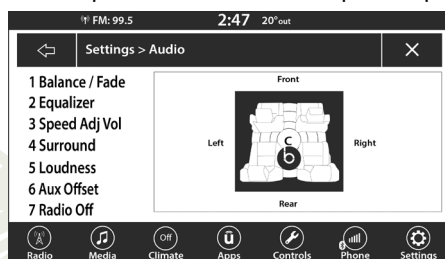 FM: 99.5 2:47 20°out
Settings > Audio
1 Balance / Fade
2 Equalizer
3 Speed Adj Vol
4 Surround
5 Loudness
6 Aux Offset
7 Radio Off
Front
Left
C
b
Right
Rear
Off
ū
Radio Media Climate Apps Controls Phone Settings